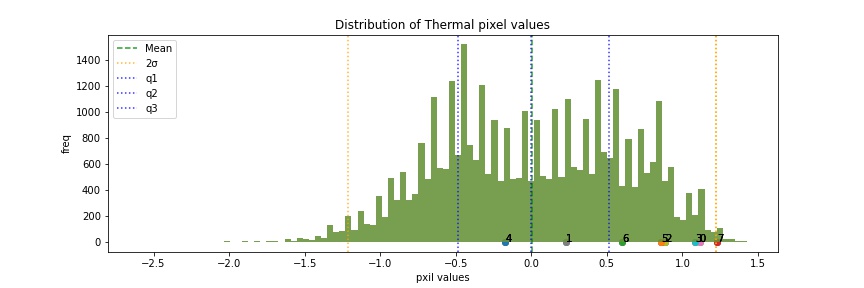 Distribution of Thermal pixel values
Mean
2σ
q1
q2
q3
freq
1400
1200
1000
800
600
400
200
0
4 1 6 5 2 3 0 7
−2.5 −2.0 −1.5 −1.0 −0.5 0.0 0.5 1.0 1.5
pxil values